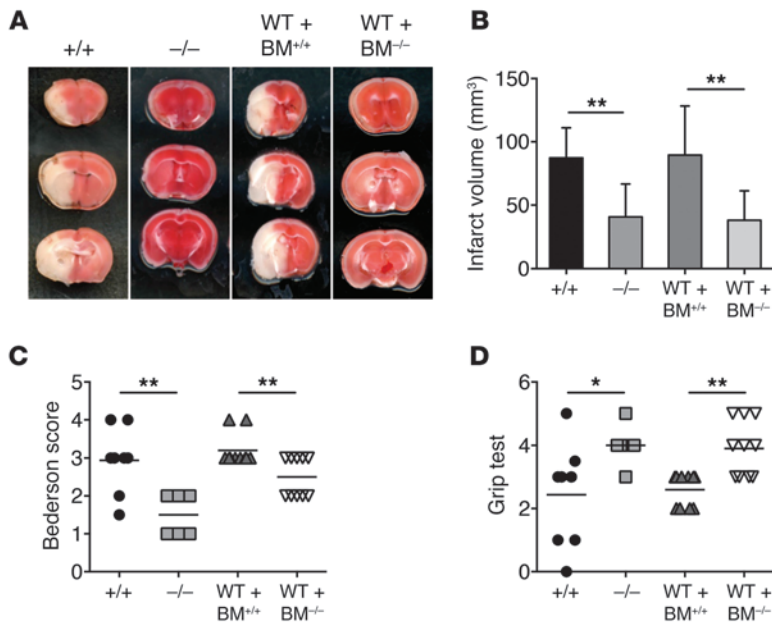 A
+/+
–/–
WT +
BM+/+
WT +
BM–/–
B
Infarct volume (mm³)
150
100
50
0
**
**
+/+
–/–
WT +
BM+/+
WT +
BM–/–
C
Bederson score
5
4
3
2
1
0
**
**
+/+
–/–
WT +
BM+/+
WT +
BM–/–
D
Grip test
6
4
2
0
*
**
+/+
–/–
WT +
BM+/+
WT +
BM–/–